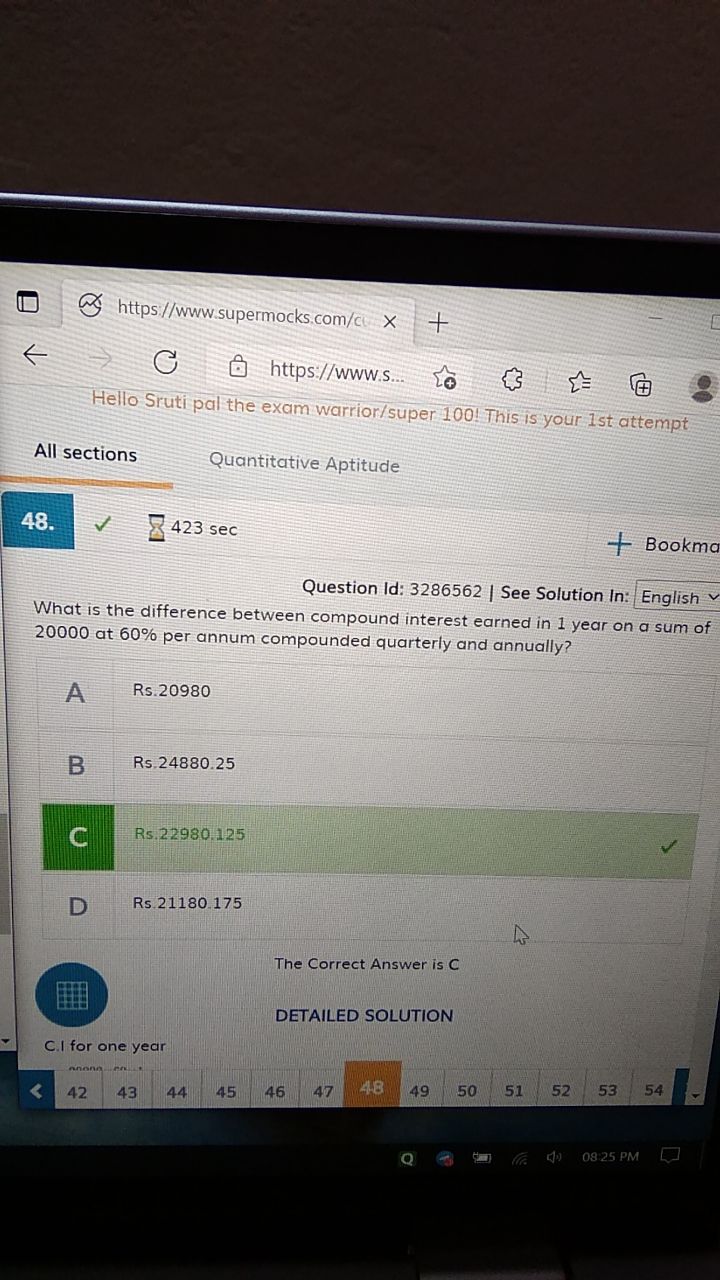 https://www.supermocks.com/cu
https://www.s...
Hello Sruti pal the exam warrior/super 100! This is your 1st attempt
All sections Quantitative Aptitude
48. 423 sec Bookma
Question Id: 3286562 | See Solution In: English
What is the difference between compound interest earned in 1 year on a sum of
20000 at 60% per annum compounded quarterly and annually?
A Rs.20980
B Rs.24880.25
C Rs.22980.125
D Rs.21180.175
The Correct Answer is C
DETAILED SOLUTION
C.I for one year
42 43 44 45 46 47 48 49 50 51 52 53 54
Q 08:25 PM